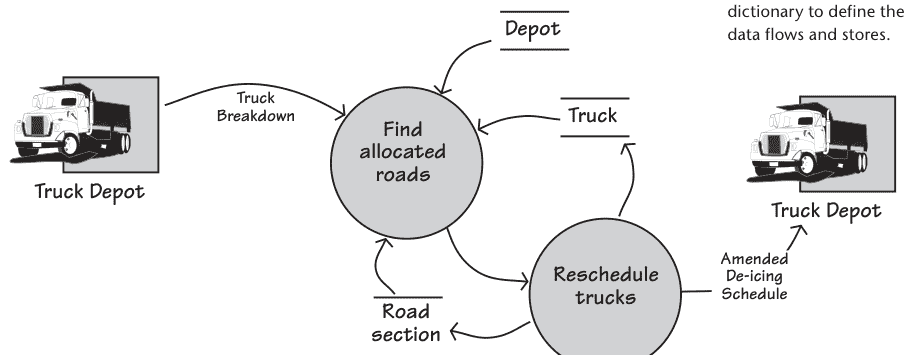 dictionary to define the
data flows and stores.
Depot
Truck
Breakdown
Truck
Find
allocated
roads
Truck Depot
Truck Depot
Reschedule
trucks
Amended
De-icing
Schedule
Road
section